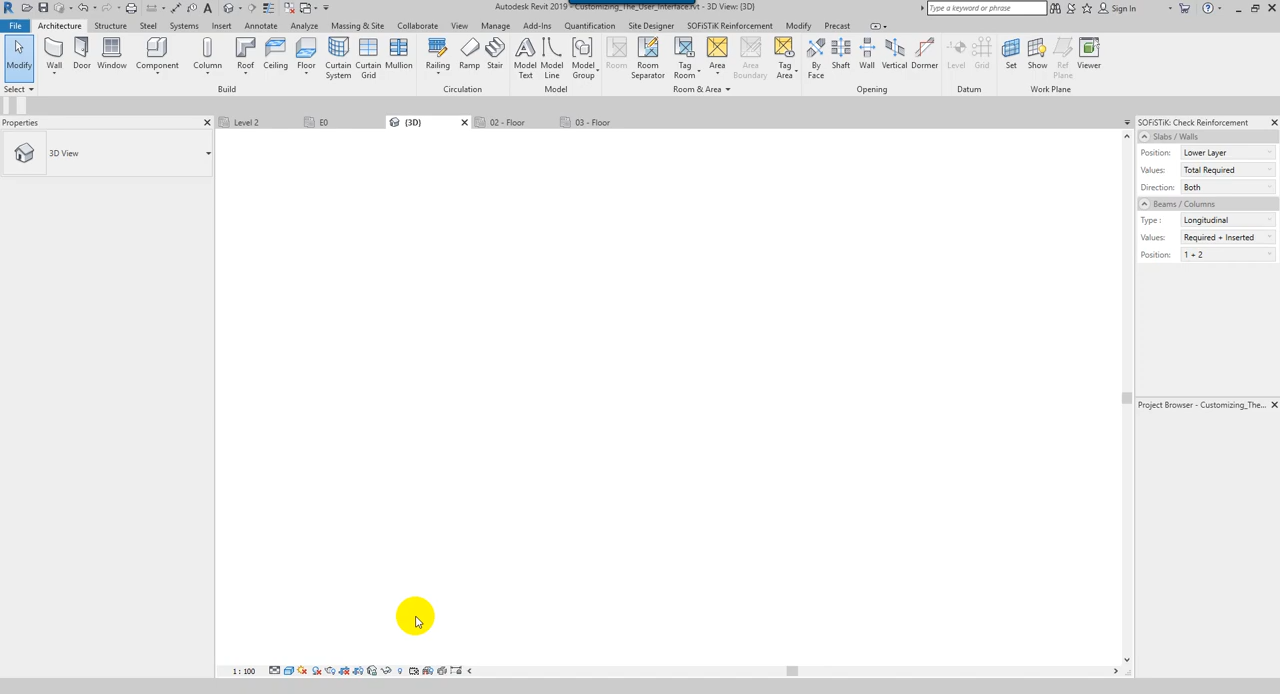 Autodesk Revit 2019 - Customizing_The_User_Interface.rvt - 3D View: {3D}
Type a keyword or phrase
Sign In
File Architecture Structure Steel Systems Insert Annotate Analyze Massing & Site Collaborate View Manage Add-Ins Quantification Site Designer SOFiSTiK Reinforcement Modify Precast
Modify Wall Door Window Component Column Roof Ceiling Floor Curtain System Curtain Grid Mullion Railing Ramp Stair Model Text Model Line Model Group Room Room Separator Tag Room Area Area Boundary Tag Area By Face Shaft Wall Vertical Dormer Level Grid Set Show Ref Plane Viewer
Select Build Circulation Model Room & Area Opening Datum Work Plane
Properties
Level 2 E0 {3D} 02 - Floor 03 - Floor
SOFiSTiK: Check Reinforcement
3D View
Slabs / Walls
Position: Lower Layer
Values: Total Required
Direction: Both
Beams / Columns
Type : Longitudinal
Values: Required + Inserted
Position: 1 + 2
Project Browser - Customizing_The...
1 : 100